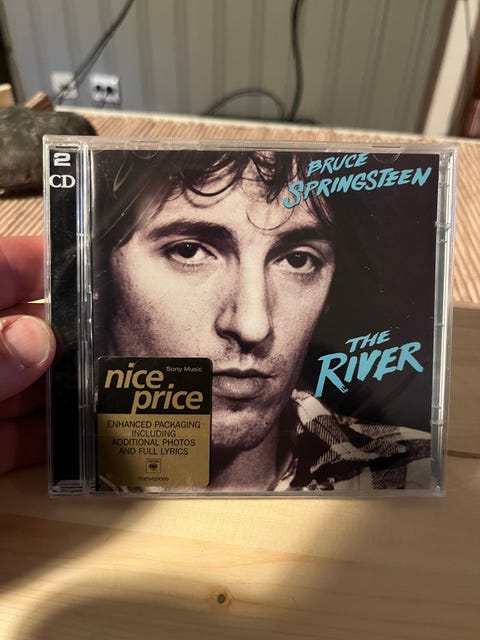 2
CD
BRUCE
SPRINGSTEEN
THE
RIVER
Sony Music
nice
price
ENHANCED PACKAGING
INCLUDING
ADDITIONAL PHOTOS
AND FULL LYRICS